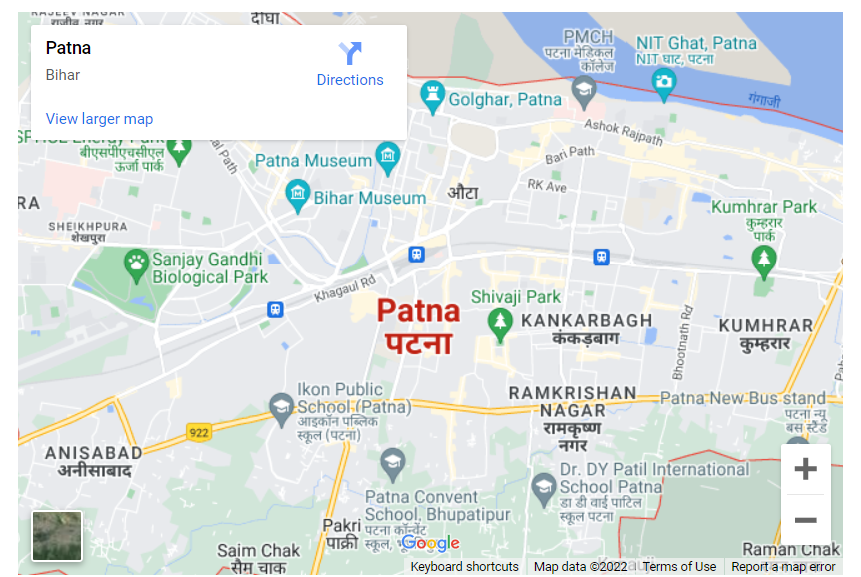 RAJEEV NAGAR
राजीव नगर
दीघा
Patna
Bihar
Directions
View larger map
PMCH
पटना मेडिकल
कॉलेज
NIT Ghat, Patna
NIT घाट, पटना
Golghar, Patna
गंगाजी
Ashok Rajpath
Bari Path
RK Ave
Energy Park
बीएसपीएचसीएल
ऊर्जा पार्क
Path
Patna Museum
Bihar Museum
औटा
RA
SHEIKHPURA
शेखपुरा
Kumhrar Park
कुम्हरार
पार्क
Sanjay Gandhi
Biological Park
Khagaul Rd
Patna
पटना
Shivaji Park
KANKARBAGH
कंकड़बाग
Bhootnath Rd
KUMHRAR
कुम्हरार
Ikon Public
School (Patna)
आइकॉन पब्लिक
स्कूल (पटना)
RAMKRISHAN
NAGAR
रामकृष्ण
नगर
Patna New Bus stand
पटना न्यू
बस स्टैंड
922
ANISABAD
अनीसाबाद
Dr. DY Patil International
School Patna
डा डी वाई पाटिल
स्कूल पटना
Patna Convent
School, Bhupatipur
पटना कॉन्वेंट
स्कूल,
Pakri
पाक्री
Google
Saim Chak
सैम चाक
Raman Chak
Keyboard shortcuts
Map data ©2022
Terms of Use
Report a map error